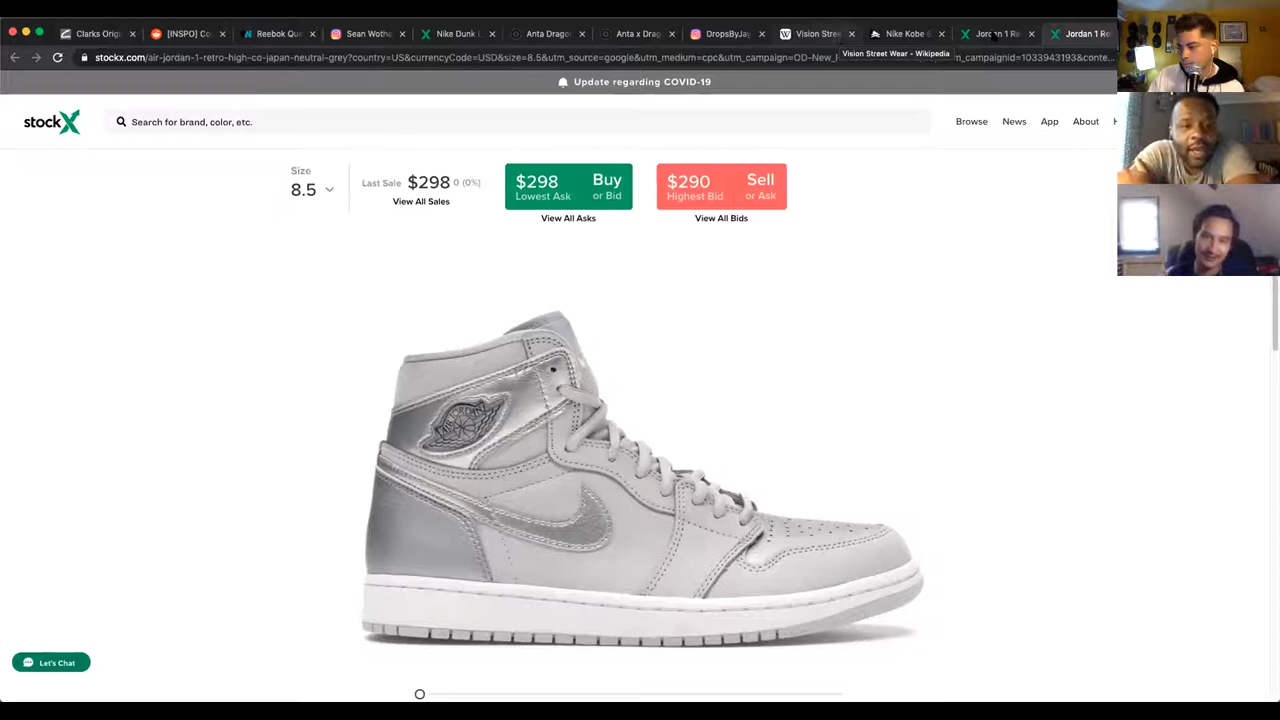 Clarks Origi
[INSPO] Co
Reebok Que
Sean Wothe
Nike Dunk L
Anta Dragon
Anta x Drag
DropsByJay
Vision Stree
Nike Kobe 6
Jordan 1 Re
Jordan 1 Re
stockx.com/air-jordan-1-retro-high-co-japan-neutral-grey?country=US&currencyCode=USD&size=8.5&utm_source=google&utm_medium=cpc&utm_campaign=OD-New_
_campaignid=1033943193&conte...
Vision Street Wear - Wikipedia
Update regarding COVID-19
stockX
Search for brand, color, etc.
Browse
News
App
About
H
Size
8.5
Last Sale $298 0 (0%)
View All Sales
$298 Buy
Lowest Ask or Bid
View All Asks
$290 Sell
Highest Bid or Ask
View All Bids
AIR JORDAN
Let's Chat